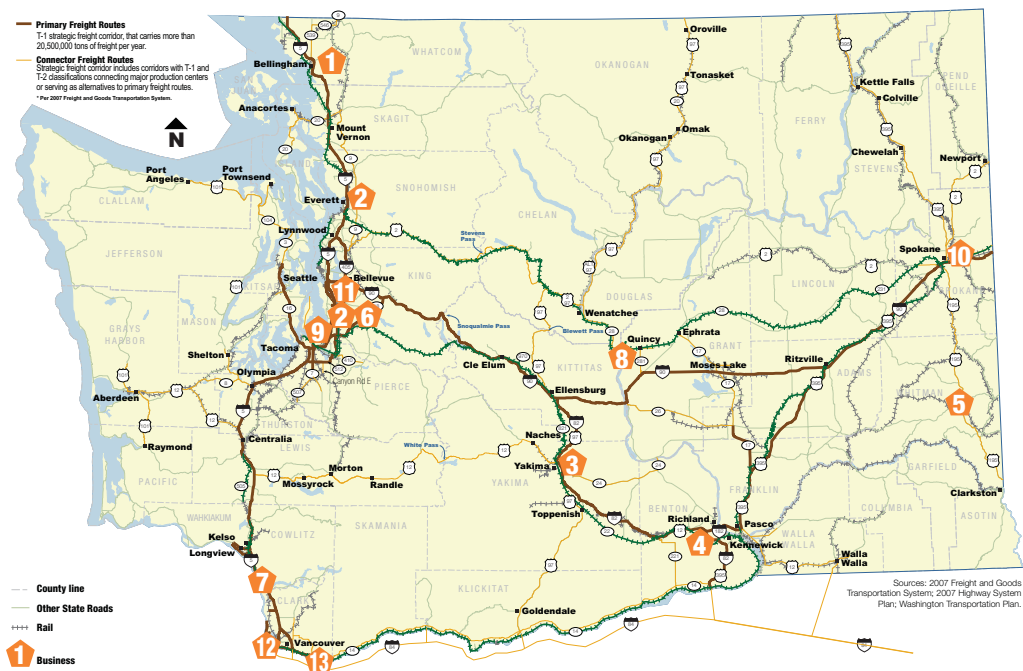 Primary Freight Routes
T-1 strategic freight corridor, that carries more than
20,500,000 tons of freight per year.
Connector Freight Routes
Strategic freight corridor includes corridors with T-1 and
T-2 classifications connecting major production centers
or serving as alternatives to primary freight routes.
* Per 2007 Freight and Goods Transportation System.
N
Bellingham
1
WHATCOM
OKANOGAN
Oroville
Tonasket
Kettle Falls
Colville
PEND
OREILLE
Anacortes
Mount
Vernon
SKAGIT
Okanogan
Omak
FERRY
Chewelah
STEVENS
Newport
Port
Angeles
Port
Townsend
ISLAND
SNOHOMISH
CLALLAM
Everett
2
CHELAN
Lynnwood
Stevens
Pass
JEFFERSON
Seattle
Bellevue
KING
KITSAP
DOUGLAS
LINCOLN
Spokane
10
SPOKANE
11
2
6
9
Wenatchee
Snoqualmie Pass
Blewett Pass
Ephrata
Quincy
8
GRANT
Moses Lake
Ritzville
ADAMS
GRAYS
HARBOR
MASON
Shelton
Tacoma
Olympia
Canyon Rd E
PIERCE
Cle Elum
KITTITAS
Ellensburg
WHITMAN
5
Aberdeen
Raymond
PACIFIC
THURSTON
Centralia
LEWIS
Morton
Mossyrock
Randle
White Pass
Naches
Yakima
3
YAKIMA
Toppenish
BENTON
Richland
4
Kennewick
Pasco
FRANKLIN
WALLA
WALLA
Walla
Walla
COLUMBIA
GARFIELD
Clarkston
ASOTIN
WAHKIAKUM
COWLITZ
Kelso
Longview
SKAMANIA
KLICKITAT
Goldendale
7
CLARK
12
Vancouver
13
County line
Other State Roads
Rail
1
Business
Sources: 2007 Freight and Goods
Transportation System; 2007 Highway System
Plan; Washington Transportation Plan.